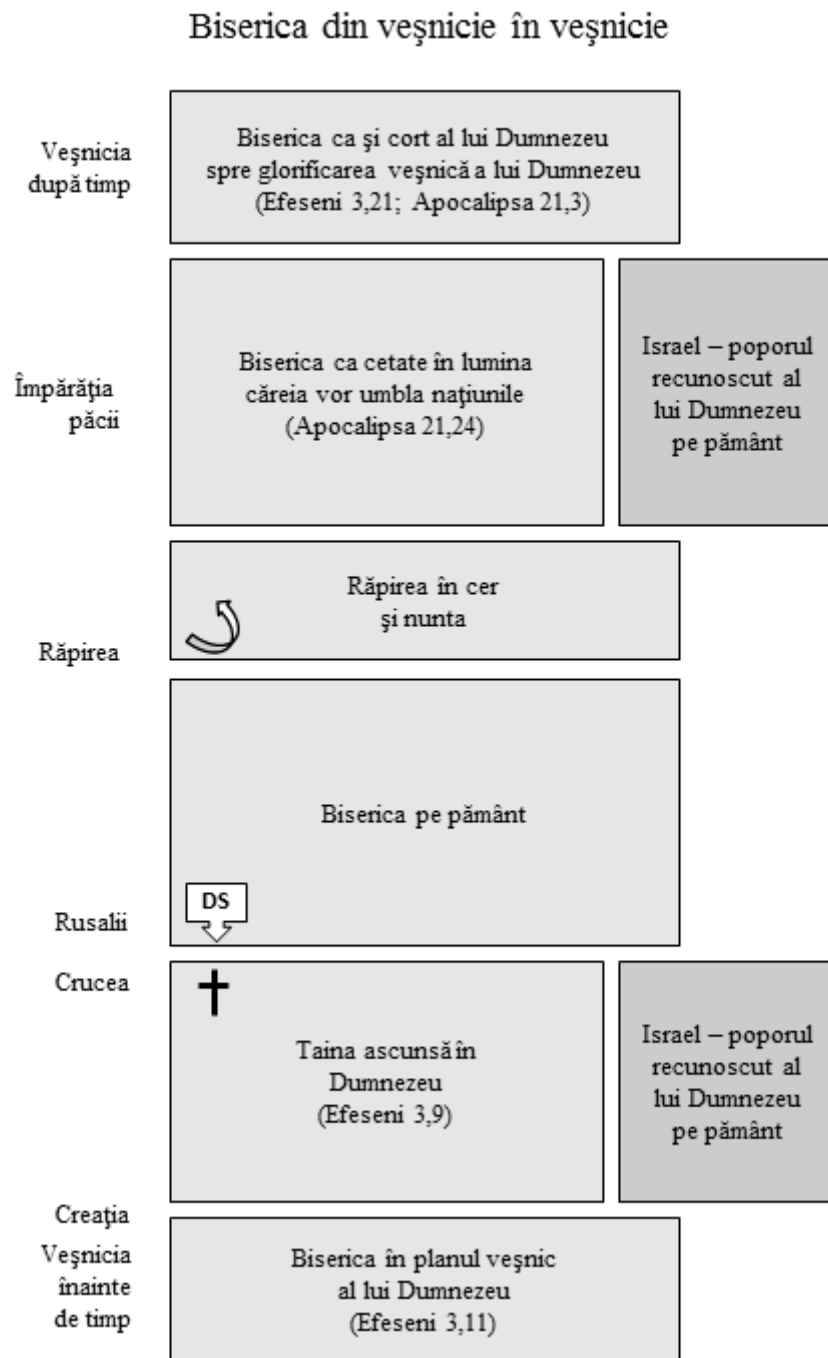 Biserica din veşnicie în veşnicie
Veşnicia
după timp
Biserica ca şi cort al lui Dumnezeu
spre glorificarea veşnică a lui Dumnezeu
(Efeseni 3,21; Apocalipsa 21,3)
Împărăţia
păcii
Biserica ca cetate în lumina
căreia vor umbla naţiunile
(Apocalipsa 21,24)
Israel – poporul
recunoscut al
lui Dumnezeu
pe pământ
Răpirea în cer
şi nunta
Răpirea
Biserica pe pământ
DS
Rusalii
Crucea
Taina ascunsă în
Dumnezeu
(Efeseni 3,9)
Israel – poporul
recunoscut al
lui Dumnezeu
pe pământ
Creaţia
Veşnicia
înainte
de timp
Biserica în planul veşnic
al lui Dumnezeu
(Efeseni 3,11)